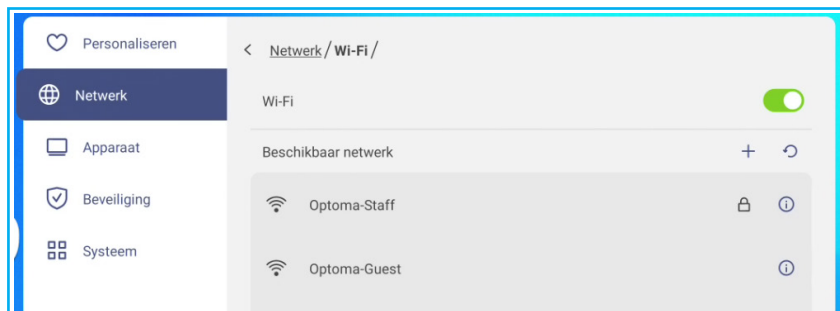 Personaliseren
Netwerk
Apparaat
Beveiliging
Systeem
Netwerk/Wi-Fi/
Wi-Fi
Beschikbaar netwerk
Optoma-Staff
Optoma-Guest